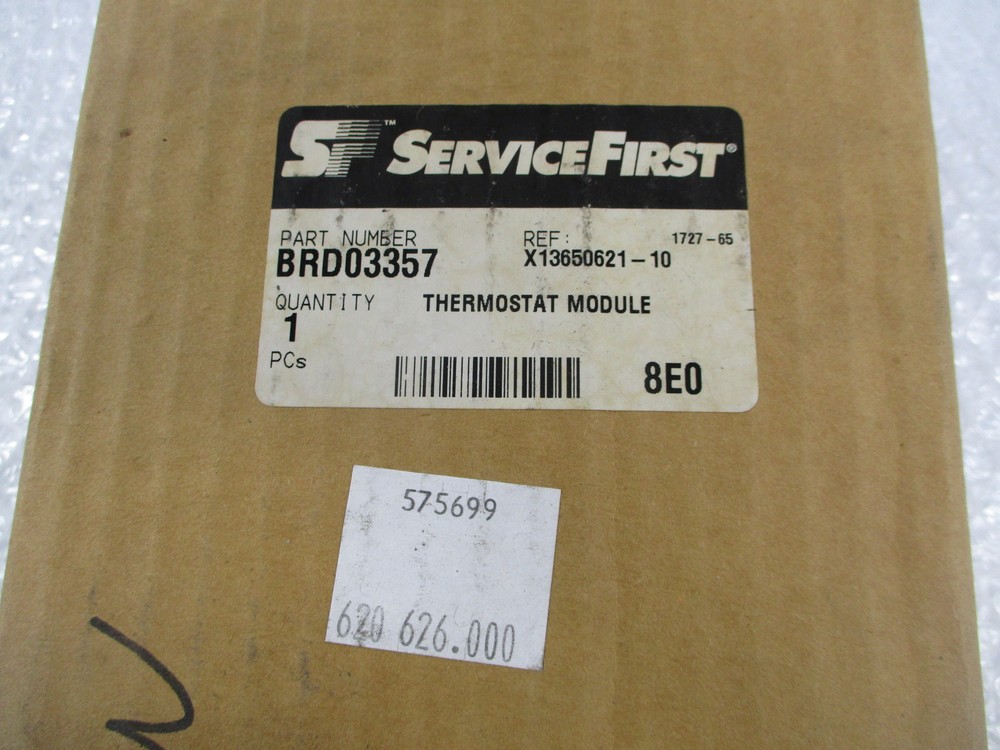 SF™ SERVICEFIRST®
PART NUMBER REF: 1727-65
BRD03357 X13650621-10
QUANTITY THERMOSTAT MODULE
1
PCs
8E0
575699
620 626.000